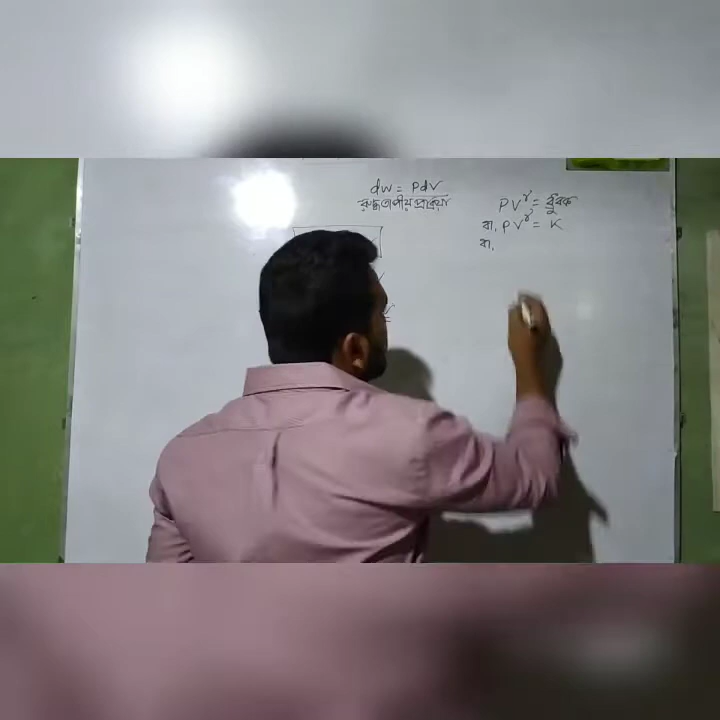 dw = Pdv
রুদ্ধতাপীয় প্রক্রিয়া
PV^γ = ধ্রুবক
বা, PV^γ = K
বা,